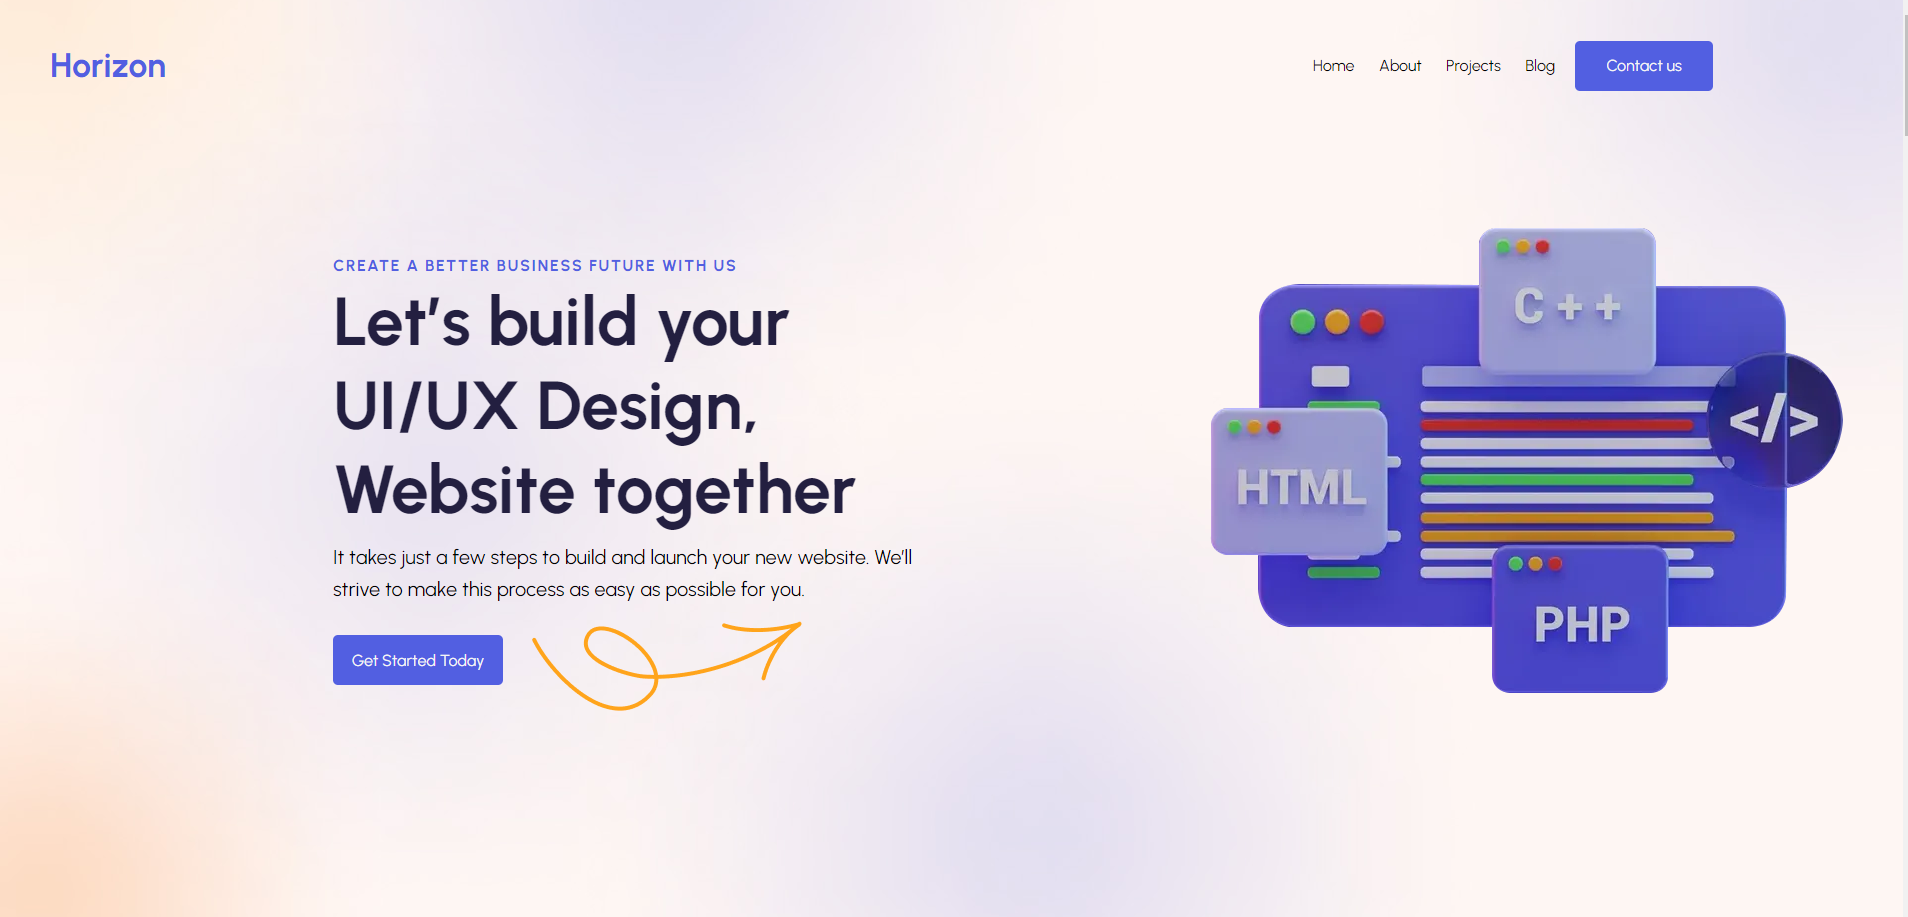 Horizon
Home About Projects Blog Contact us
CREATE A BETTER BUSINESS FUTURE WITH US
Let’s build your
UI/UX Design,
Website together
It takes just a few steps to build and launch your new website. We’ll
strive to make this process as easy as possible for you.
Get Started Today
C + +
</>
HTML
PHP